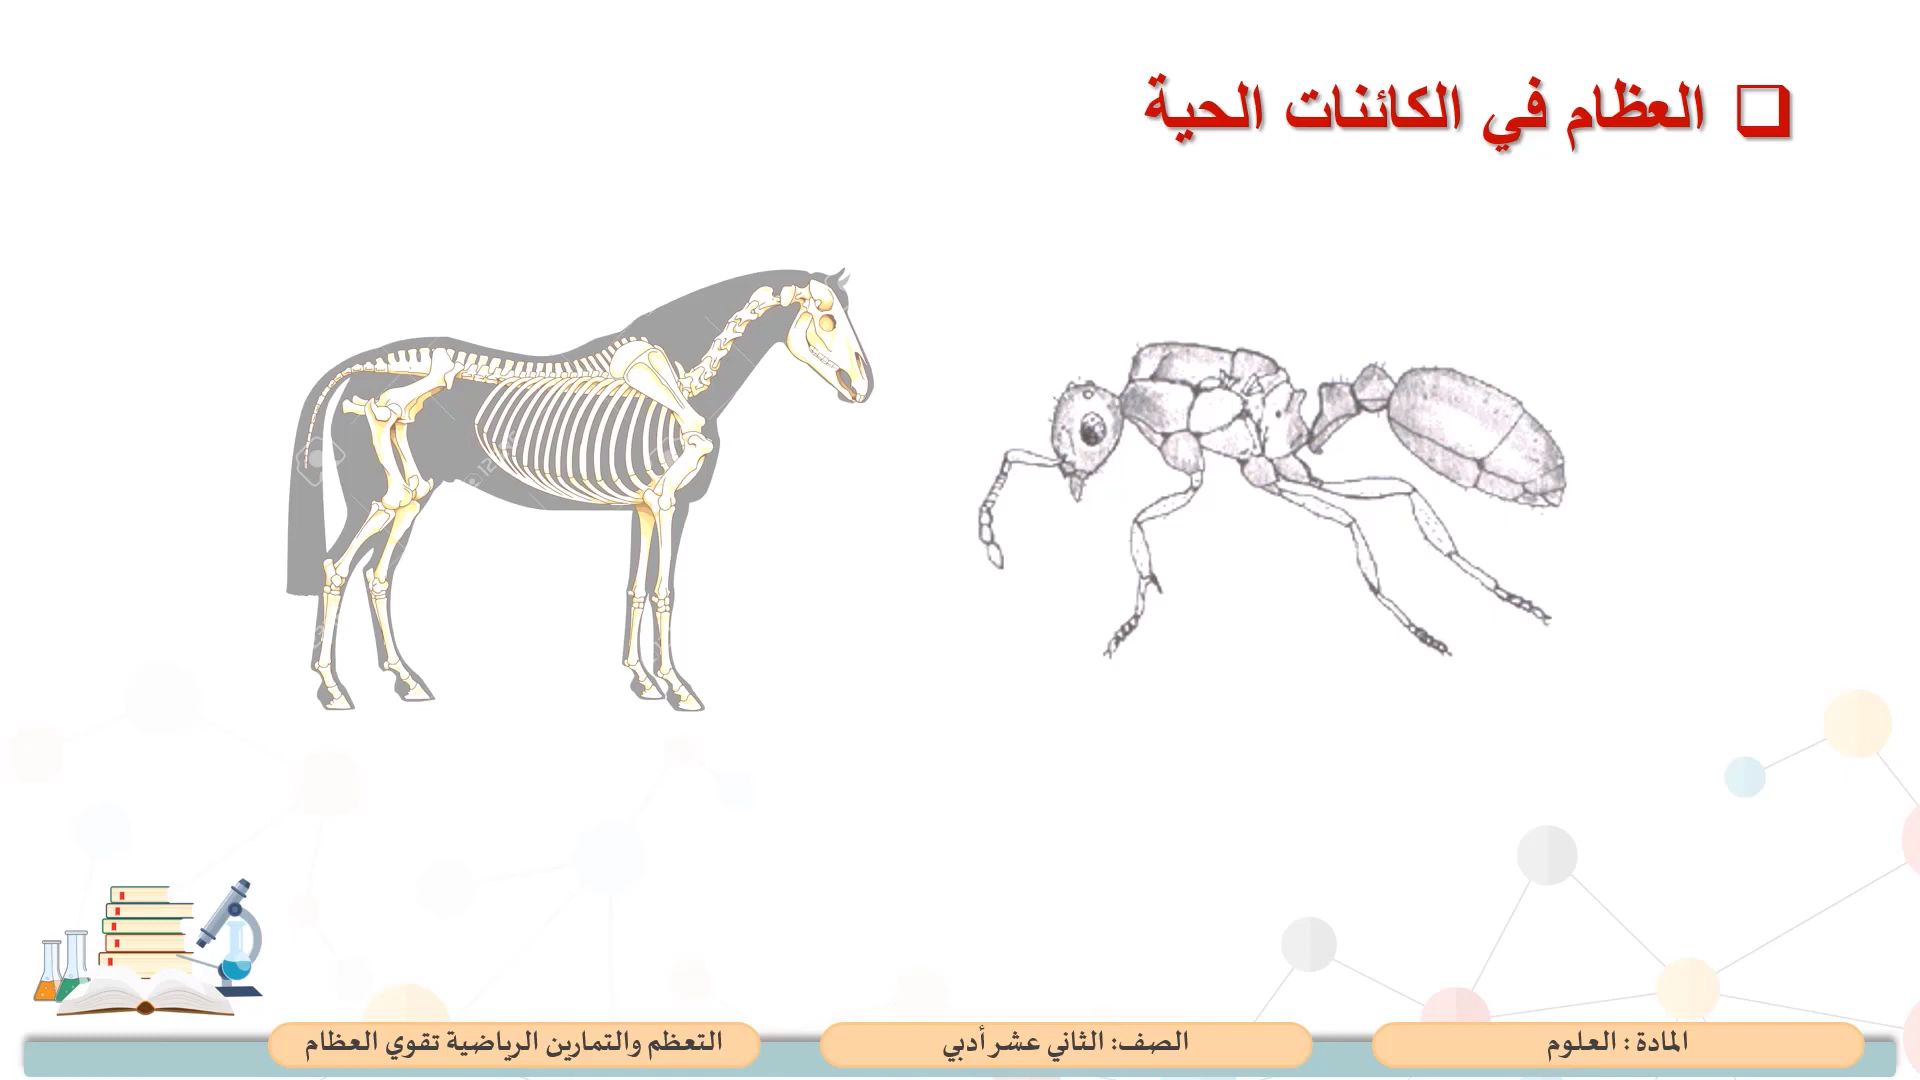 العظام في الكائنات الحية
المادة : العلوم
الصف: الثاني عشر أدبي
التعظم والتمارين الرياضية تقوي العظام